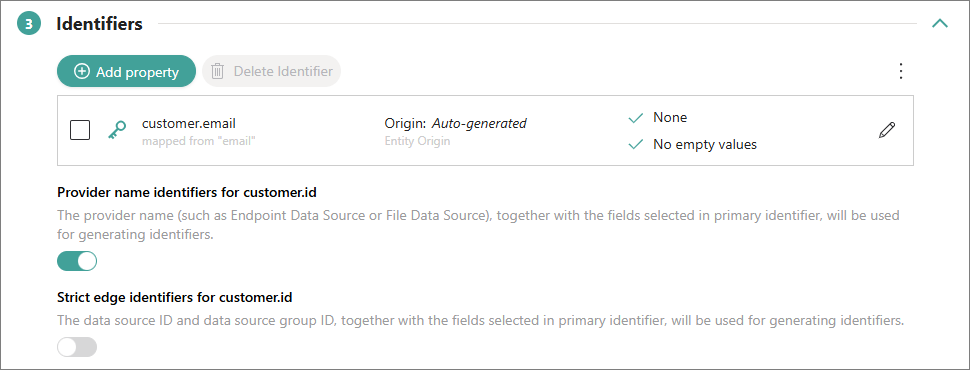 3 Identifiers
Add property Delete Identifier
customer.email Origin: Auto-generated None
mapped from "email" Entity Origin No empty values
Provider name identifiers for customer.id
The provider name (such as Endpoint Data Source or File Data Source), together with the fields selected in primary identifier, will be used
for generating identifiers.
Strict edge identifiers for customer.id
The data source ID and data source group ID, together with the fields selected in primary identifier, will be used for generating identifiers.